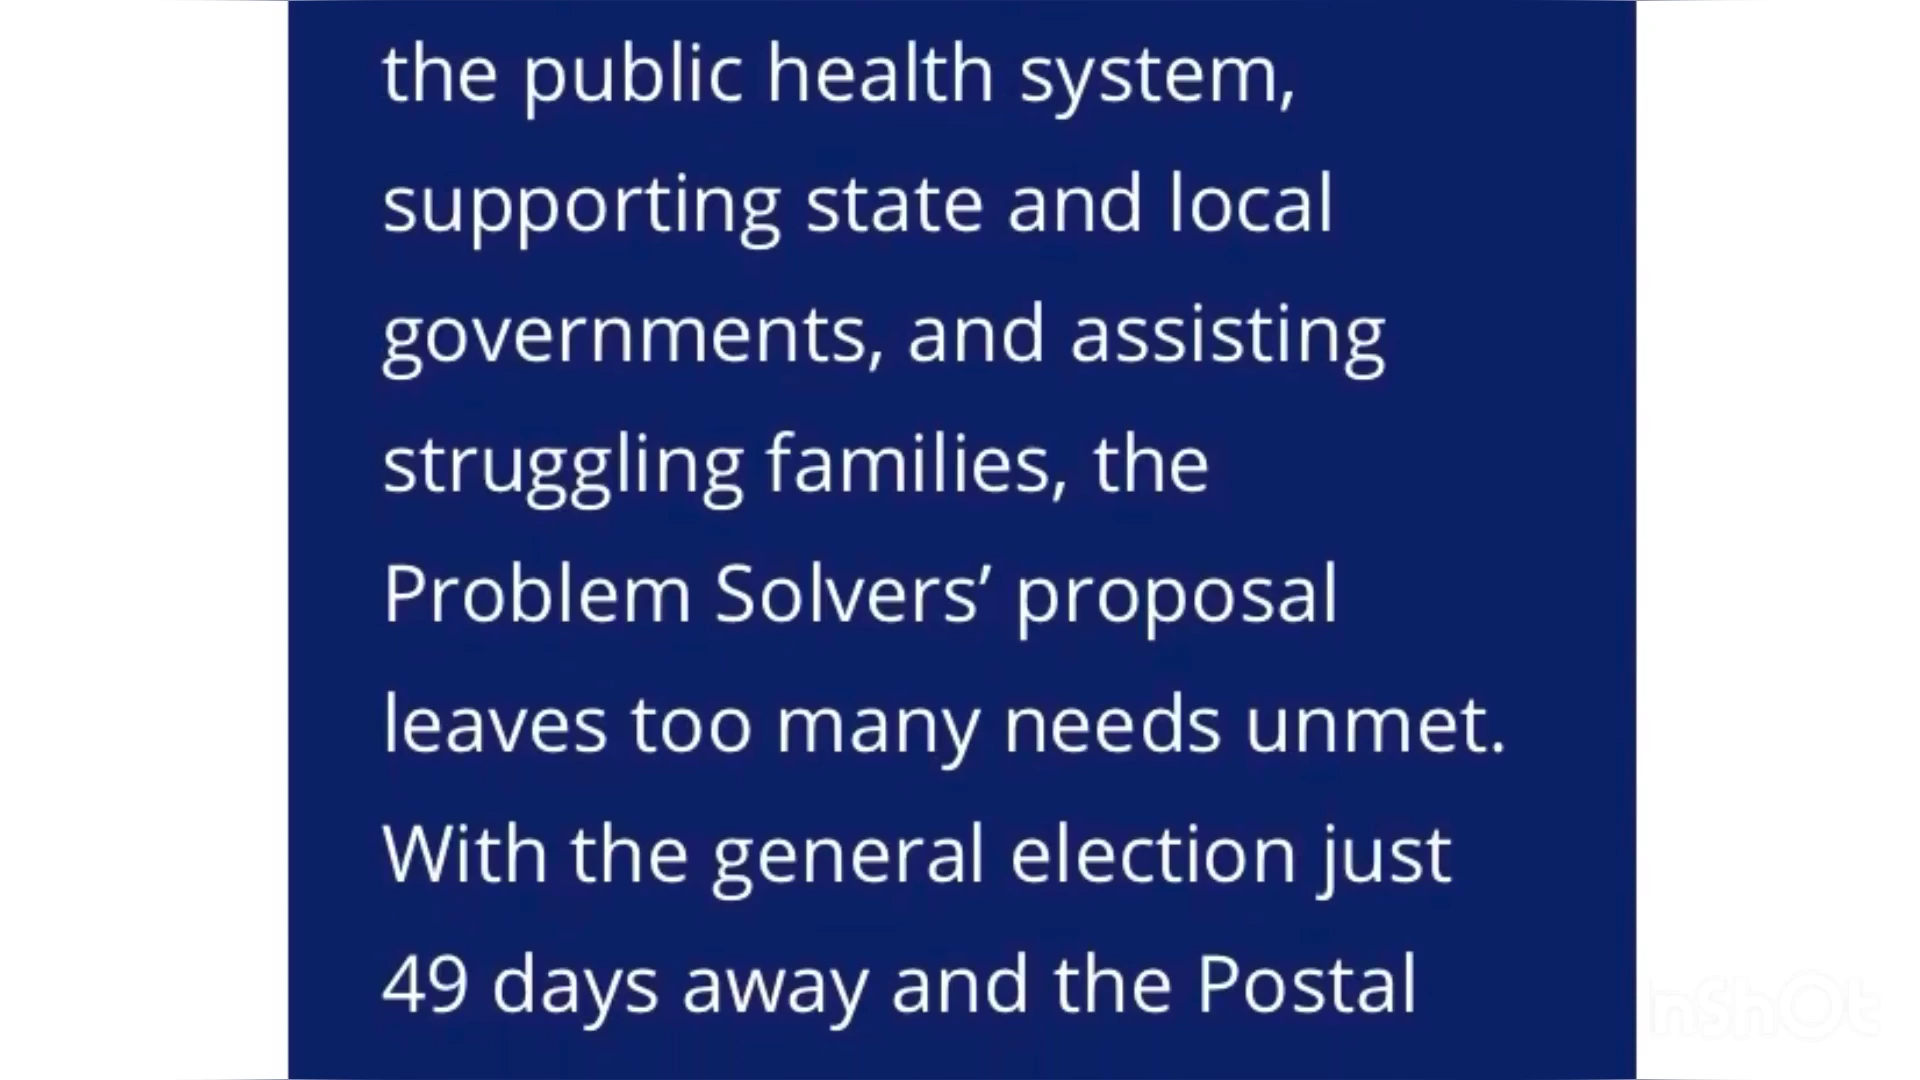 the public health system,
supporting state and local
governments, and assisting
struggling families, the
Problem Solvers’ proposal
leaves too many needs unmet.
With the general election just
49 days away and the Postal
nShOt